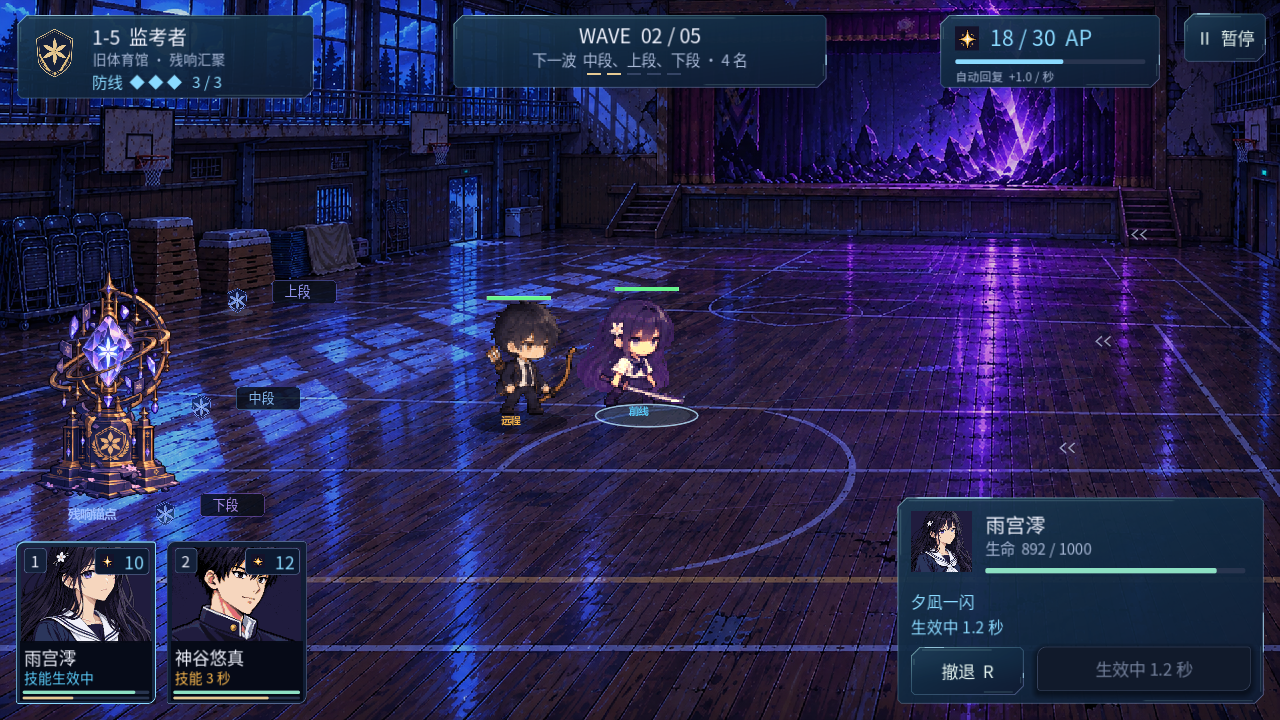 1-5 监考者
旧体育馆 · 残响汇聚
防线 3 / 3
WAVE 02 / 05
下一波 中段、上段、下段 · 4 名
18 / 30 AP
自动回复 +1.0 / 秒
暂停
上段
中段
下段
残响锚点
远程
前线
1
10
雨宫澪
技能生效中
2
12
神谷悠真
技能 3 秒
雨宫澪
生命 892 / 1000
夕凪一闪
生效中 1.2 秒
撤退 R
生效中 1.2 秒